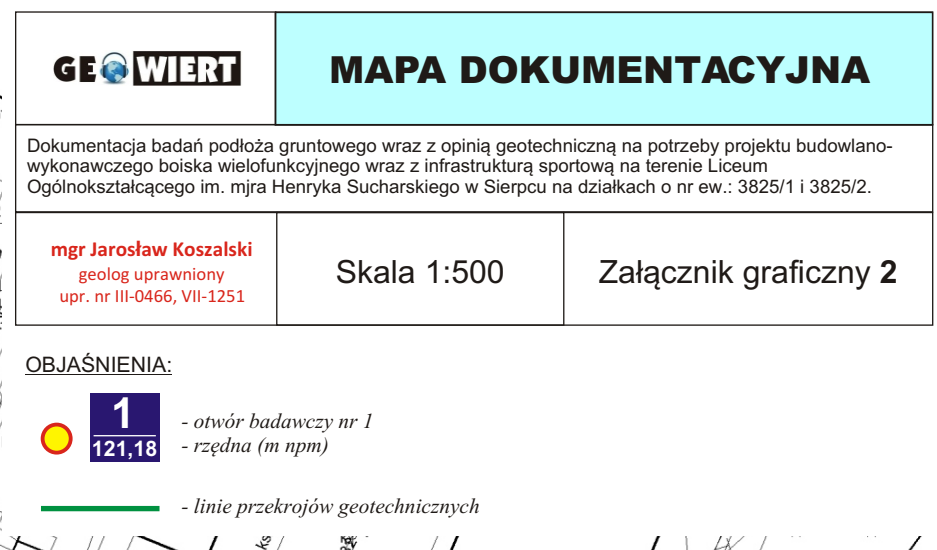 GEOWIERT
MAPA DOKUMENTACYJNA
Dokumentacja badań podłoża gruntowego wraz z opinią geotechniczną na potrzeby projektu budowlano-
wykonawczego boiska wielofunkcyjnego wraz z infrastrukturą sportową na terenie Liceum
Ogólnokształcącego im. mjra Henryka Sucharskiego w Sierpcu na działkach o nr ew.: 3825/1 i 3825/2.
mgr Jarosław Koszalski
geolog uprawniony
upr. nr III-0466, VII-1251
Skala 1:500
Załącznik graficzny 2
OBJAŚNIENIA:
1
121,18
- otwór badawczy nr 1
- rzędna (m npm)
- linie przekrojów geotechnicznych